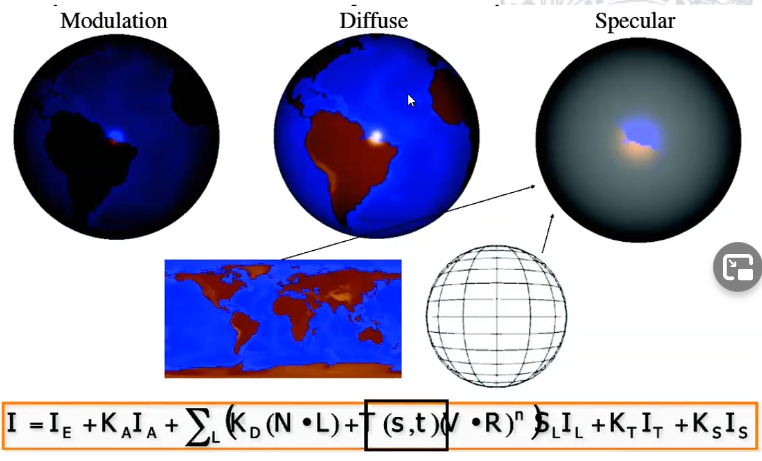 Modulation Diffuse Specular
I = I_E + K_A I_A + ∑_L (K_D (N • L) + T (s,t)(V • R)^n) S_L I_L + K_T I_T + K_S I_S